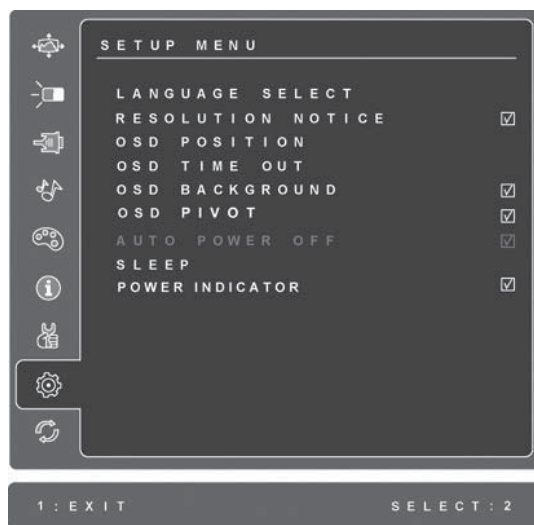 SETUP MENU
LANGUAGE SELECT
RESOLUTION NOTICE ☑
OSD POSITION
OSD TIME OUT
OSD BACKGROUND ☑
OSD PIVOT ☑
AUTO POWER OFF ☑
SLEEP
POWER INDICATOR ☑
1:EXIT SELECT:2